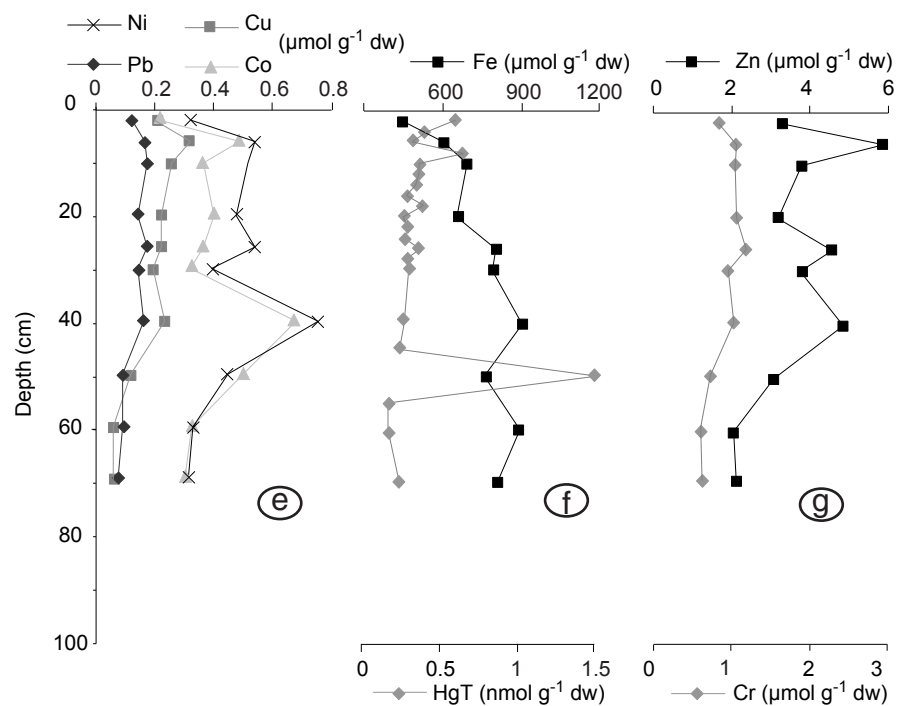 Ni Cu
(μmol g-1 dw)
Pb Co
Fe (μmol g-1 dw)
Zn (μmol g-1 dw)
0 0.2 0.4 0.6 0.8
600 900 1200
0 2 4 6
0
20
40
60
80
100
Depth (cm)
e
f
g
0 0.5 1 1.5
HgT (nmol g-1 dw)
0 1 2 3
Cr (μmol g-1 dw)